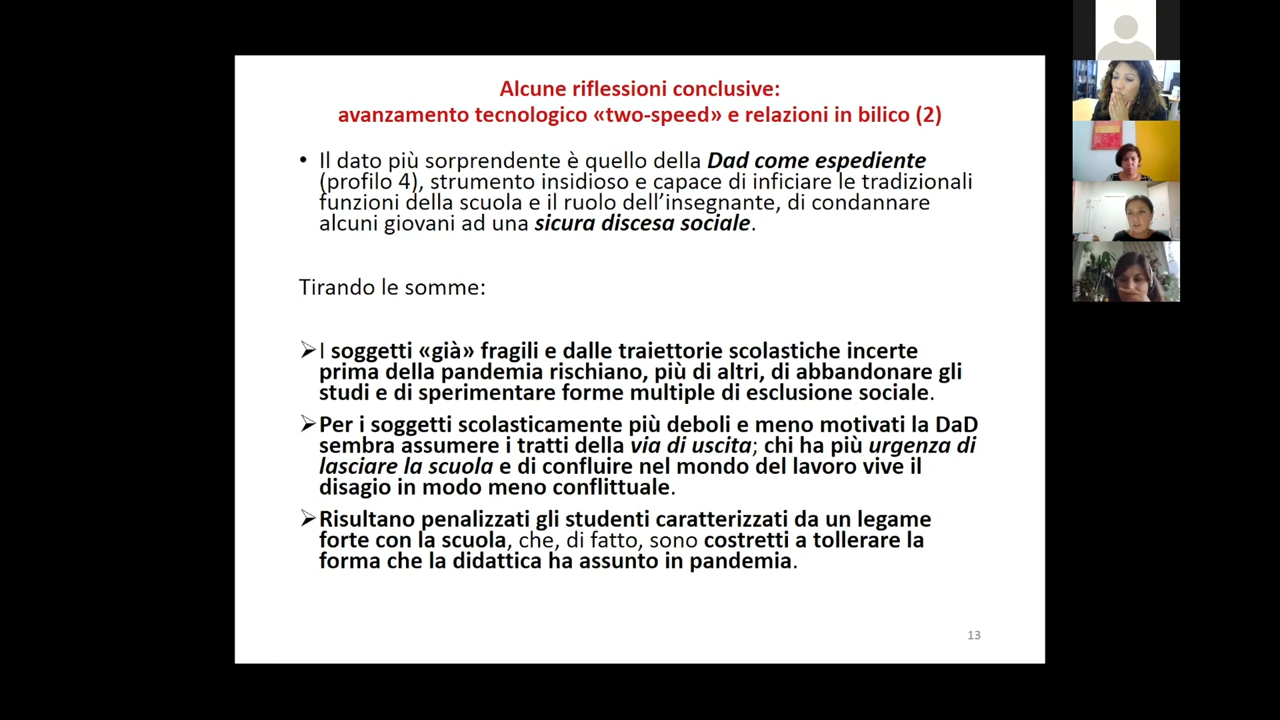 Alcune riflessioni conclusive:
avanzamento tecnologico «two-speed» e relazioni in bilico (2)
• Il dato più sorprendente è quello della Dad come espediente
(profilo 4), strumento insidioso e capace di inficiare le tradizionali
funzioni della scuola e il ruolo dell’insegnante, di condannare
alcuni giovani ad una sicura discesa sociale.
Tirando le somme:
➢I soggetti «già» fragili e dalle traiettorie scolastiche incerte
prima della pandemia rischiano, più di altri, di abbandonare gli
studi e di sperimentare forme multiple di esclusione sociale.
➢Per i soggetti scolasticamente più deboli e meno motivati la DaD
sembra assumere i tratti della via di uscita; chi ha più urgenza di
lasciare la scuola e di confluire nel mondo del lavoro vive il
disagio in modo meno conflittuale.
➢Risultano penalizzati gli studenti caratterizzati da un legame
forte con la scuola, che, di fatto, sono costretti a tollerare la
forma che la didattica ha assunto in pandemia.
13